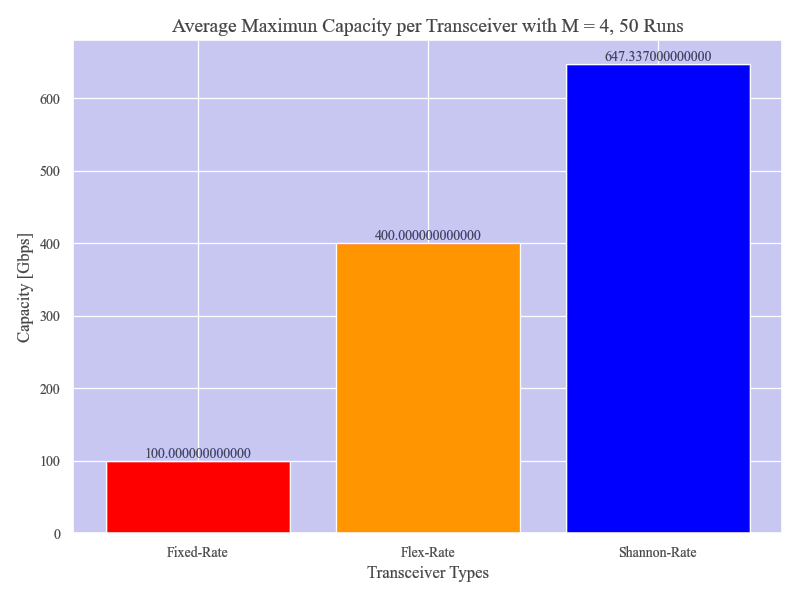 Average Maximun Capacity per Transceiver with M = 4, 50 Runs
647.337000000000
600
500
400.000000000000
400
Capacity [Gbps]
300
200
100.000000000000
100
0
Fixed-Rate
Flex-Rate
Shannon-Rate
Transceiver Types